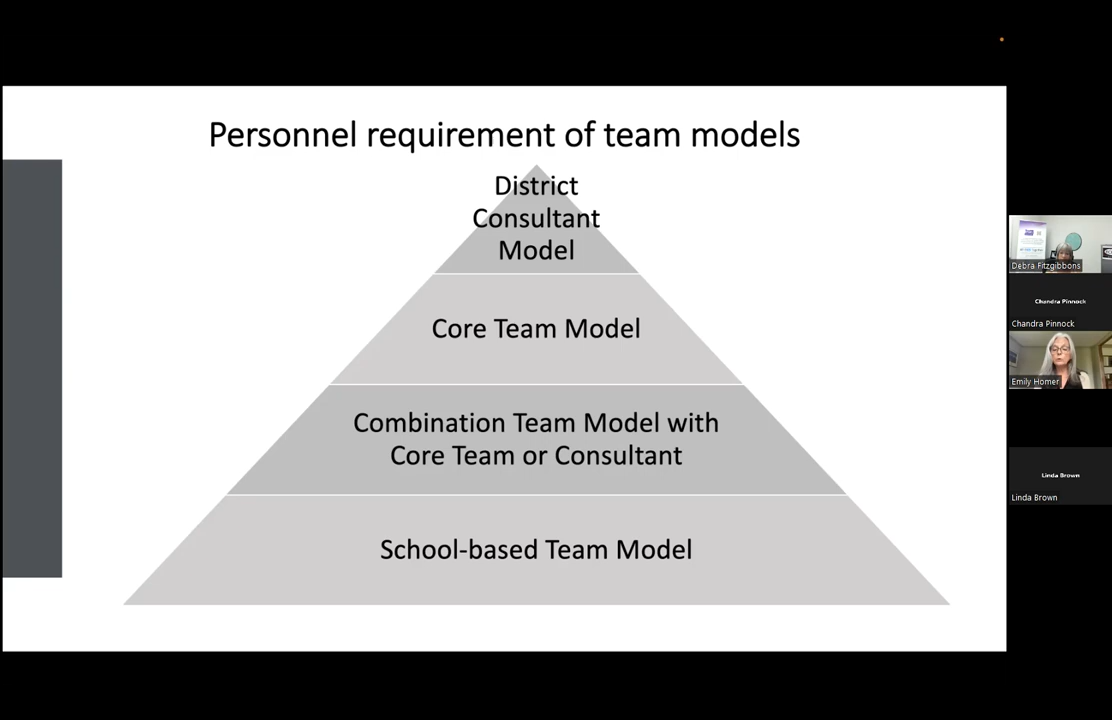 Personnel requirement of team models
District
Consultant
Model
Core Team Model
Combination Team Model with
Core Team or Consultant
School-based Team Model
Debra Fitzgibbons
Chandra Pinnock
Chandra Pinnock
Emily Homer
Linda Brown
Linda Brown